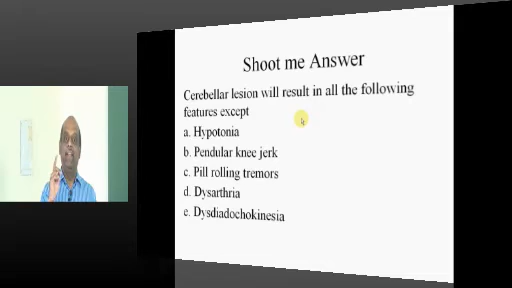 Shoot me Answer
Cerebellar lesion will result in all the following
features except
a. Hypotonia
b. Pendular knee jerk
c. Pill rolling tremors
d. Dysarthria
e. Dysdiadochokinesia